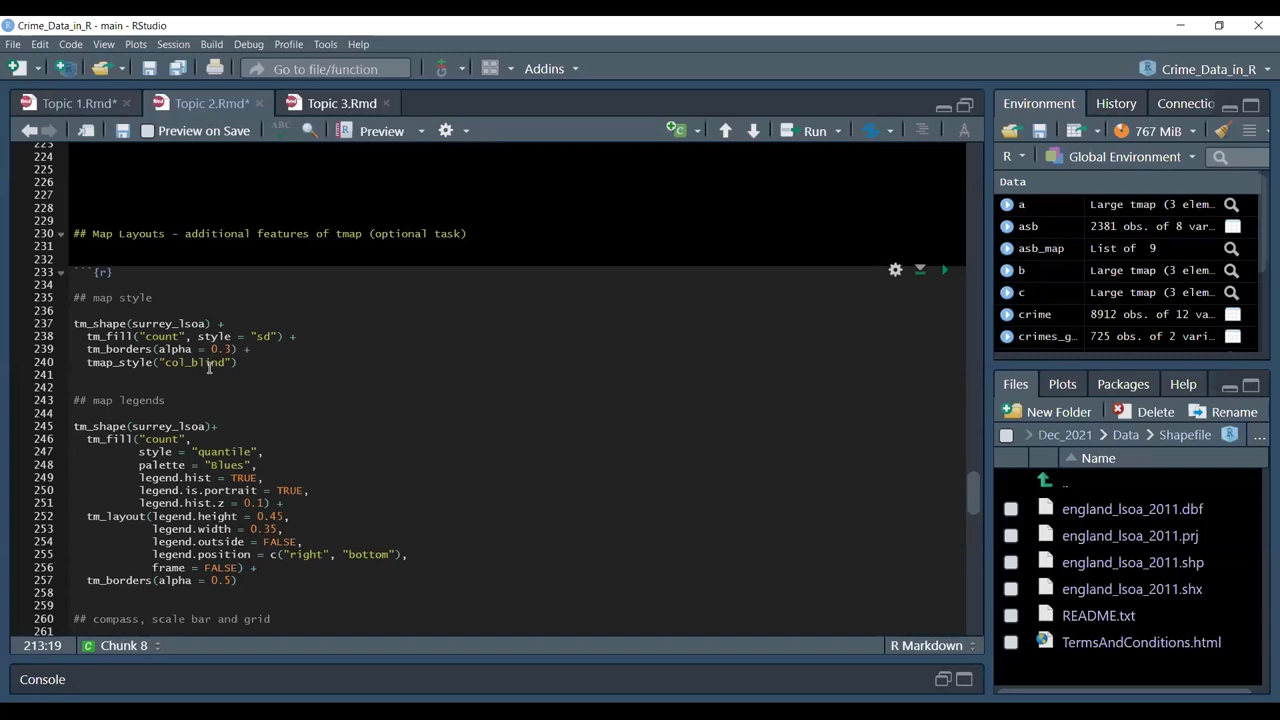 Crime_Data_in_R - main - RStudio
File Edit Code View Plots Session Build Debug Profile Tools Help
Go to file/function Addins Crime_Data_in_R
Topic 1.Rmd* Topic 2.Rmd* Topic 3.Rmd
Preview on Save ABC Preview Run
223
224
225
226
227
228
229
230 ## Map Layouts - additional features of tmap (optional task)
231
232
233 ```{r}
234
235 ## map style
236
237 tm_shape(surrey_lsoa) +
238 tm_fill("count", style = "sd") +
239 tm_borders(alpha = 0.3) +
240 tmap_style("col_blind")
241
242
243 ## map legends
244
245 tm_shape(surrey_lsoa)+
246 tm_fill("count",
247 style = "quantile",
248 palette = "Blues",
249 legend.hist = TRUE,
250 legend.is.portrait = TRUE,
251 legend.hist.z = 0.1) +
252 tm_layout(legend.height = 0.45,
253 legend.width = 0.35,
254 legend.outside = FALSE,
255 legend.position = c("right", "bottom"),
256 frame = FALSE) +
257 tm_borders(alpha = 0.5)
258
259
260 ## compass, scale bar and grid
261
213:19 Chunk 8 R Markdown
Console
Environment History Connectio
767 MiB
R Global Environment
Data
a Large tmap (3 elem…
asb 2381 obs. of 8 var…
asb_map List of 9
b Large tmap (3 elem…
c Large tmap (3 elem…
crime 8912 obs. of 12 var…
crimes_g… 725 obs. of 2 vari…
Files Plots Packages Help
New Folder Delete Rename
Dec_2021 Data Shapefile ...
Name
..
england_lsoa_2011.dbf
england_lsoa_2011.prj
england_lsoa_2011.shp
england_lsoa_2011.shx
README.txt
TermsAndConditions.html